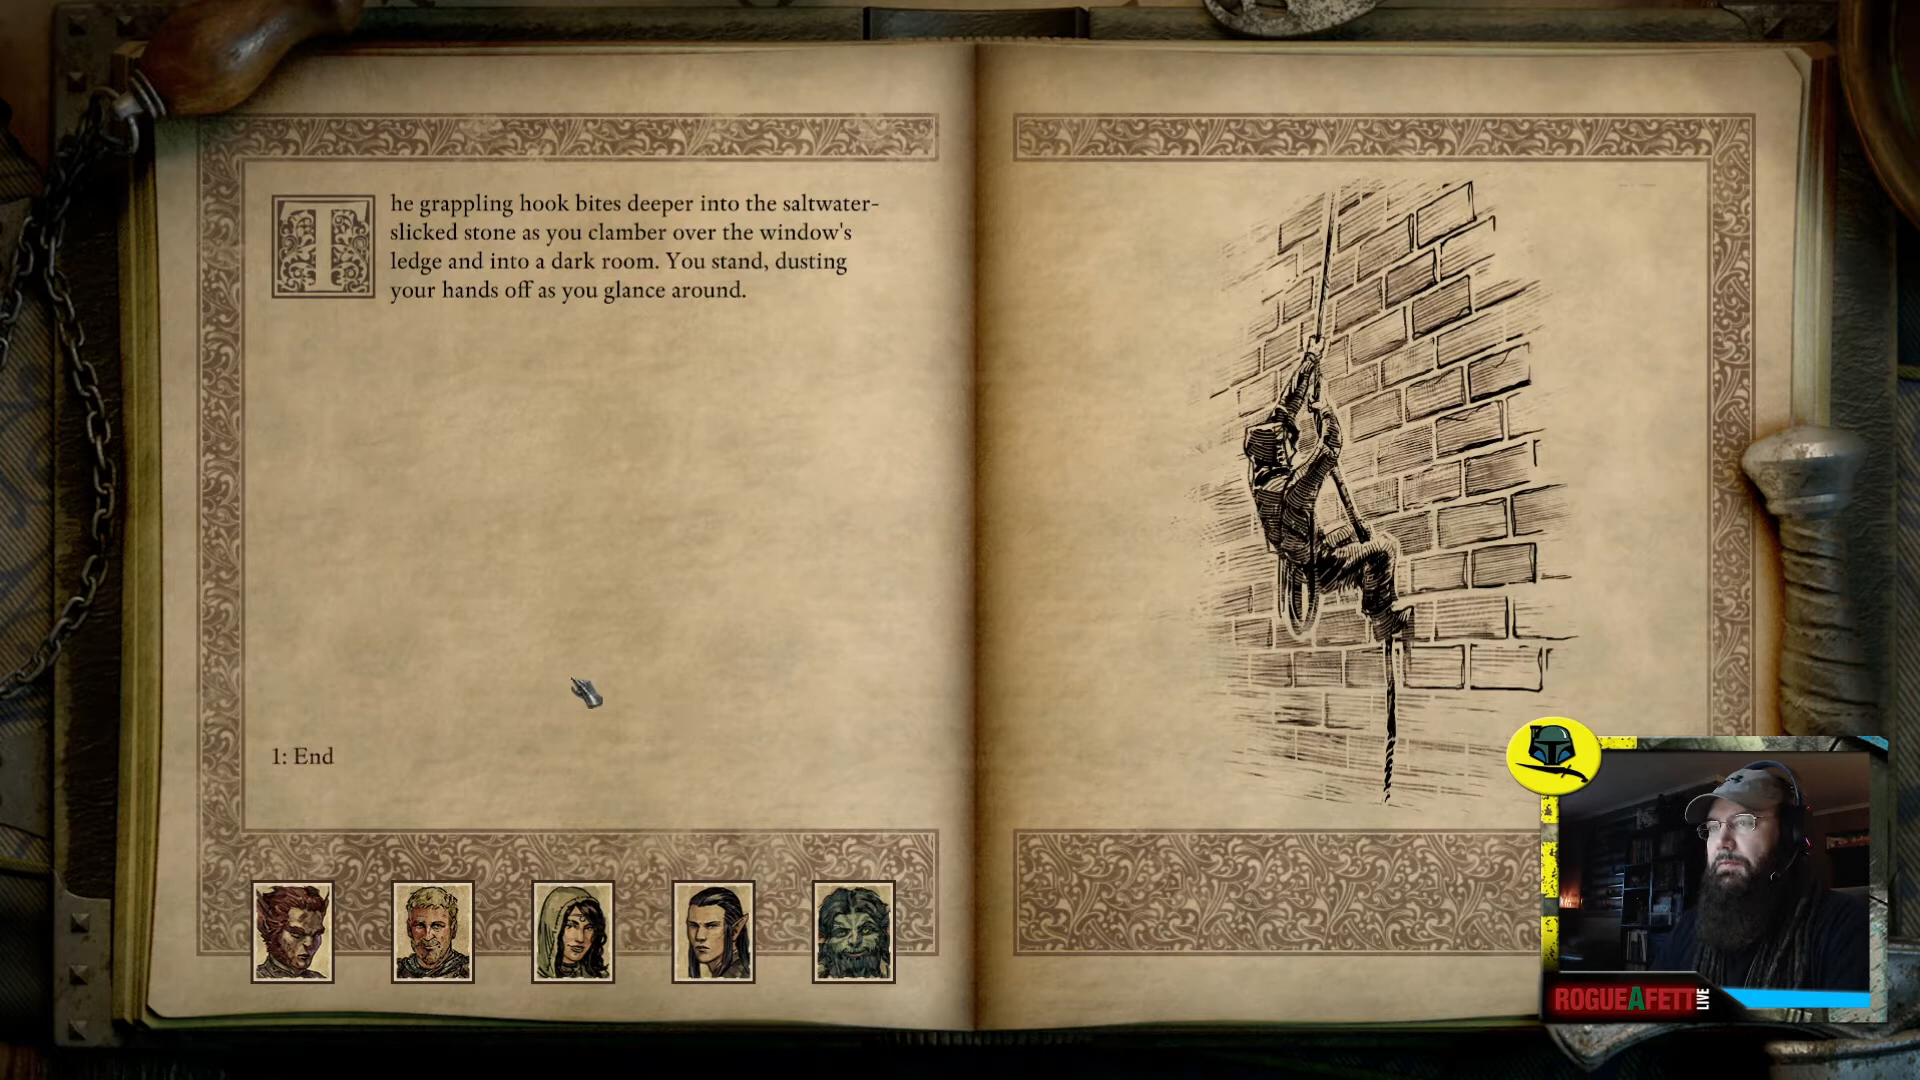 The grappling hook bites deeper into the saltwater-
slicked stone as you clamber over the window's
ledge and into a dark room. You stand, dusting
your hands off as you glance around.
1: End
ROGUEAFETT LIVE